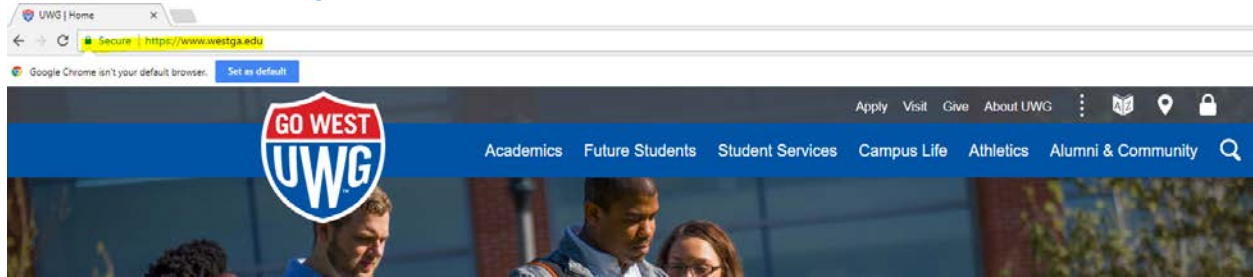 UWG | Home
Secure | https://www.westga.edu
Google Chrome isn't your default browser. Set as default
Apply Visit Give About UWG
A Z
GO WEST
UWG
Academics Future Students Student Services Campus Life Athletics Alumni & Community